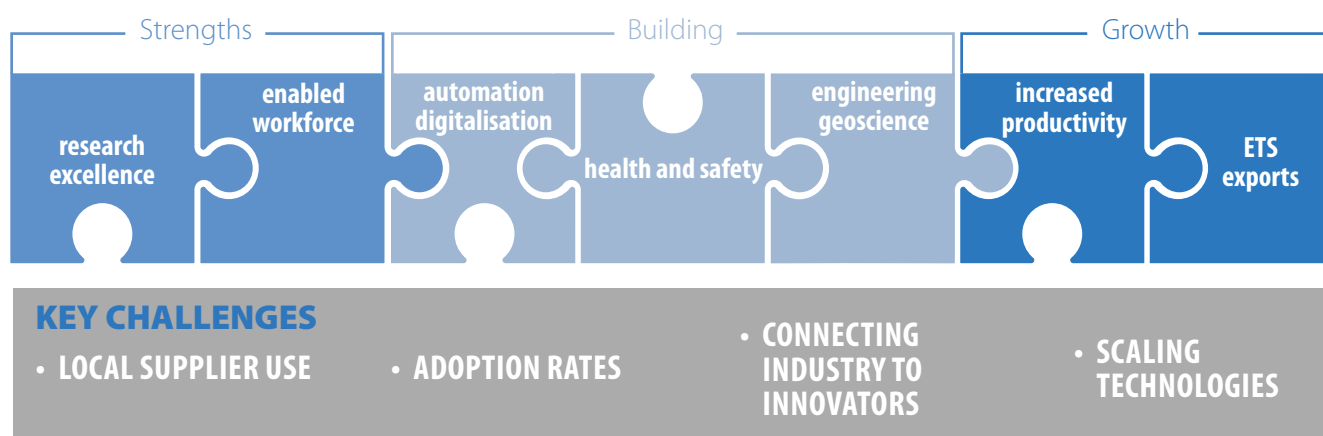 Strengths
Building
Growth
research
excellence
enabled
workforce
automation
digitalisation
health and safety
engineering
geoscience
increased
productivity
ETS
exports
KEY CHALLENGES
• LOCAL SUPPLIER USE
• ADOPTION RATES
• CONNECTING
INDUSTRY TO
INNOVATORS
• SCALING
TECHNOLOGIES